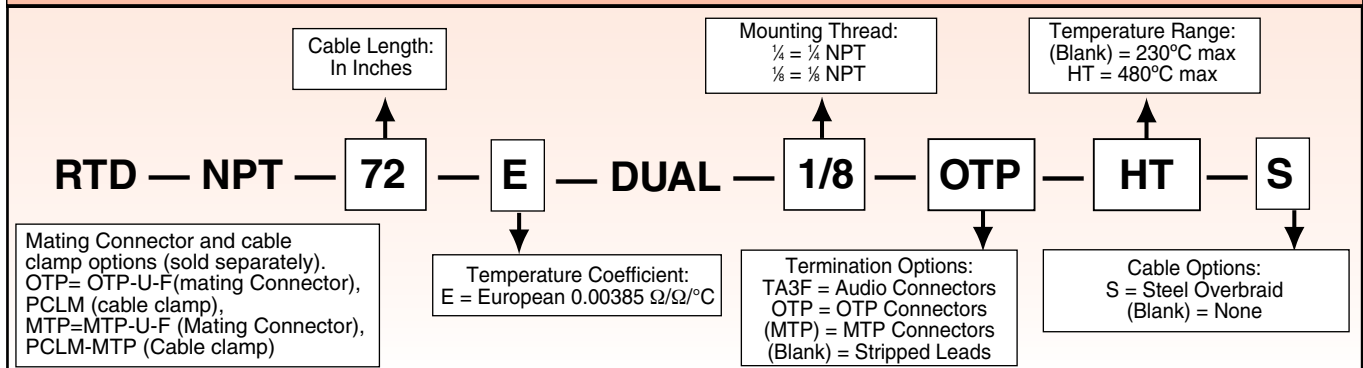 Cable Length:
In Inches
Mounting Thread:
¼ = ¼ NPT
⅛ = ⅛ NPT
Temperature Range:
(Blank) = 230°C max
HT = 480°C max
RTD — NPT — 72 — E — DUAL — 1/8 — OTP — HT — S
Mating Connector and cable
clamp options (sold separately).
OTP= OTP-U-F(mating Connector),
PCLM (cable clamp),
MTP=MTP-U-F (Mating Connector),
PCLM-MTP (Cable clamp)
Temperature Coefficient:
E = European 0.00385 Ω/Ω/°C
Termination Options:
TA3F = Audio Connectors
OTP = OTP Connectors
(MTP) = MTP Connectors
(Blank) = Stripped Leads
Cable Options:
S = Steel Overbraid
(Blank) = None